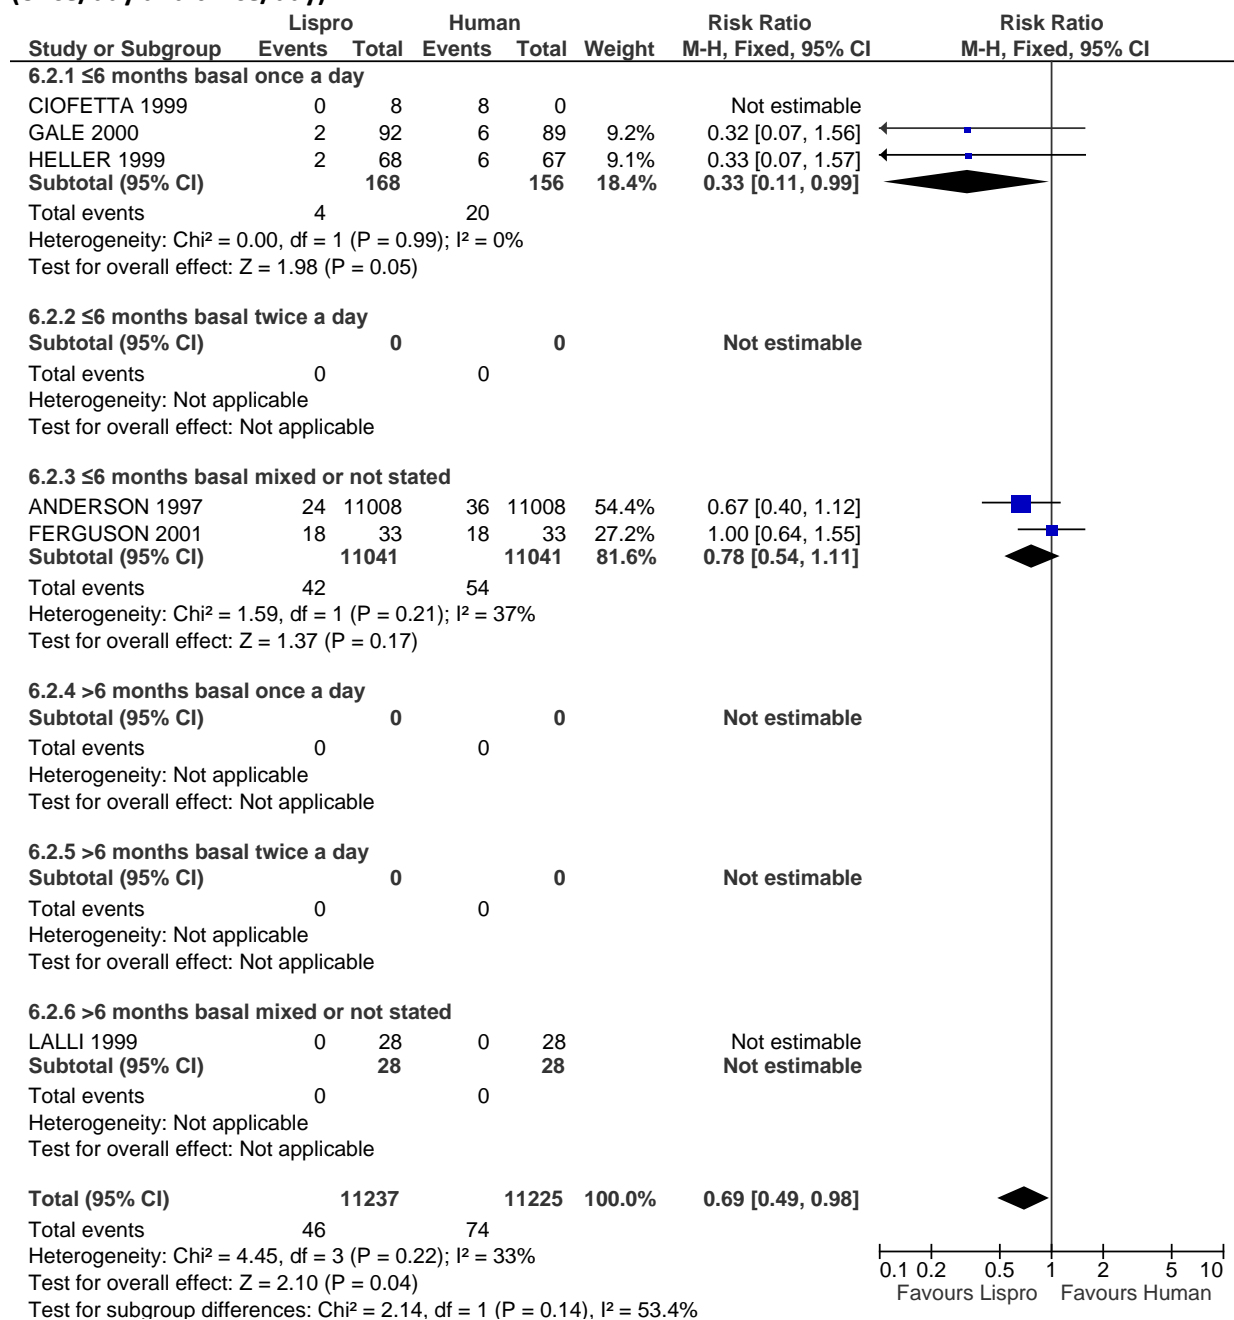 Lispro Human Risk Ratio Risk Ratio
Study or Subgroup Events Total Events Total Weight M-H, Fixed, 95% CI M-H, Fixed, 95% CI
6.2.1 ≤6 months basal once a day
CIOFETTA 1999 0 8 8 0 Not estimable
GALE 2000 2 92 6 89 9.2% 0.32 [0.07, 1.56]
HELLER 1999 2 68 6 67 9.1% 0.33 [0.07, 1.57]
Subtotal (95% CI) 168 156 18.4% 0.33 [0.11, 0.99]
Total events 4 20
Heterogeneity: Chi² = 0.00, df = 1 (P = 0.99); I² = 0%
Test for overall effect: Z = 1.98 (P = 0.05)
6.2.2 ≤6 months basal twice a day
Subtotal (95% CI) 0 0 Not estimable
Total events 0 0
Heterogeneity: Not applicable
Test for overall effect: Not applicable
6.2.3 ≤6 months basal mixed or not stated
ANDERSON 1997 24 11008 36 11008 54.4% 0.67 [0.40, 1.12]
FERGUSON 2001 18 33 18 33 27.2% 1.00 [0.64, 1.55]
Subtotal (95% CI) 11041 11041 81.6% 0.78 [0.54, 1.11]
Total events 42 54
Heterogeneity: Chi² = 1.59, df = 1 (P = 0.21); I² = 37%
Test for overall effect: Z = 1.37 (P = 0.17)
6.2.4 >6 months basal once a day
Subtotal (95% CI) 0 0 Not estimable
Total events 0 0
Heterogeneity: Not applicable
Test for overall effect: Not applicable
6.2.5 >6 months basal twice a day
Subtotal (95% CI) 0 0 Not estimable
Total events 0 0
Heterogeneity: Not applicable
Test for overall effect: Not applicable
6.2.6 >6 months basal mixed or not stated
LALLI 1999 0 28 0 28 Not estimable
Subtotal (95% CI) 28 28 Not estimable
Total events 0 0
Heterogeneity: Not applicable
Test for overall effect: Not applicable
Total (95% CI) 11237 11225 100.0% 0.69 [0.49, 0.98]
Total events 46 74
Heterogeneity: Chi² = 4.45, df = 3 (P = 0.22); I² = 33%
Test for overall effect: Z = 2.10 (P = 0.04)
Test for subgroup differences: Chi² = 2.14, df = 1 (P = 0.14), I² = 53.4%
0.1 0.2 0.5 1 2 5 10
Favours Lispro Favours Human